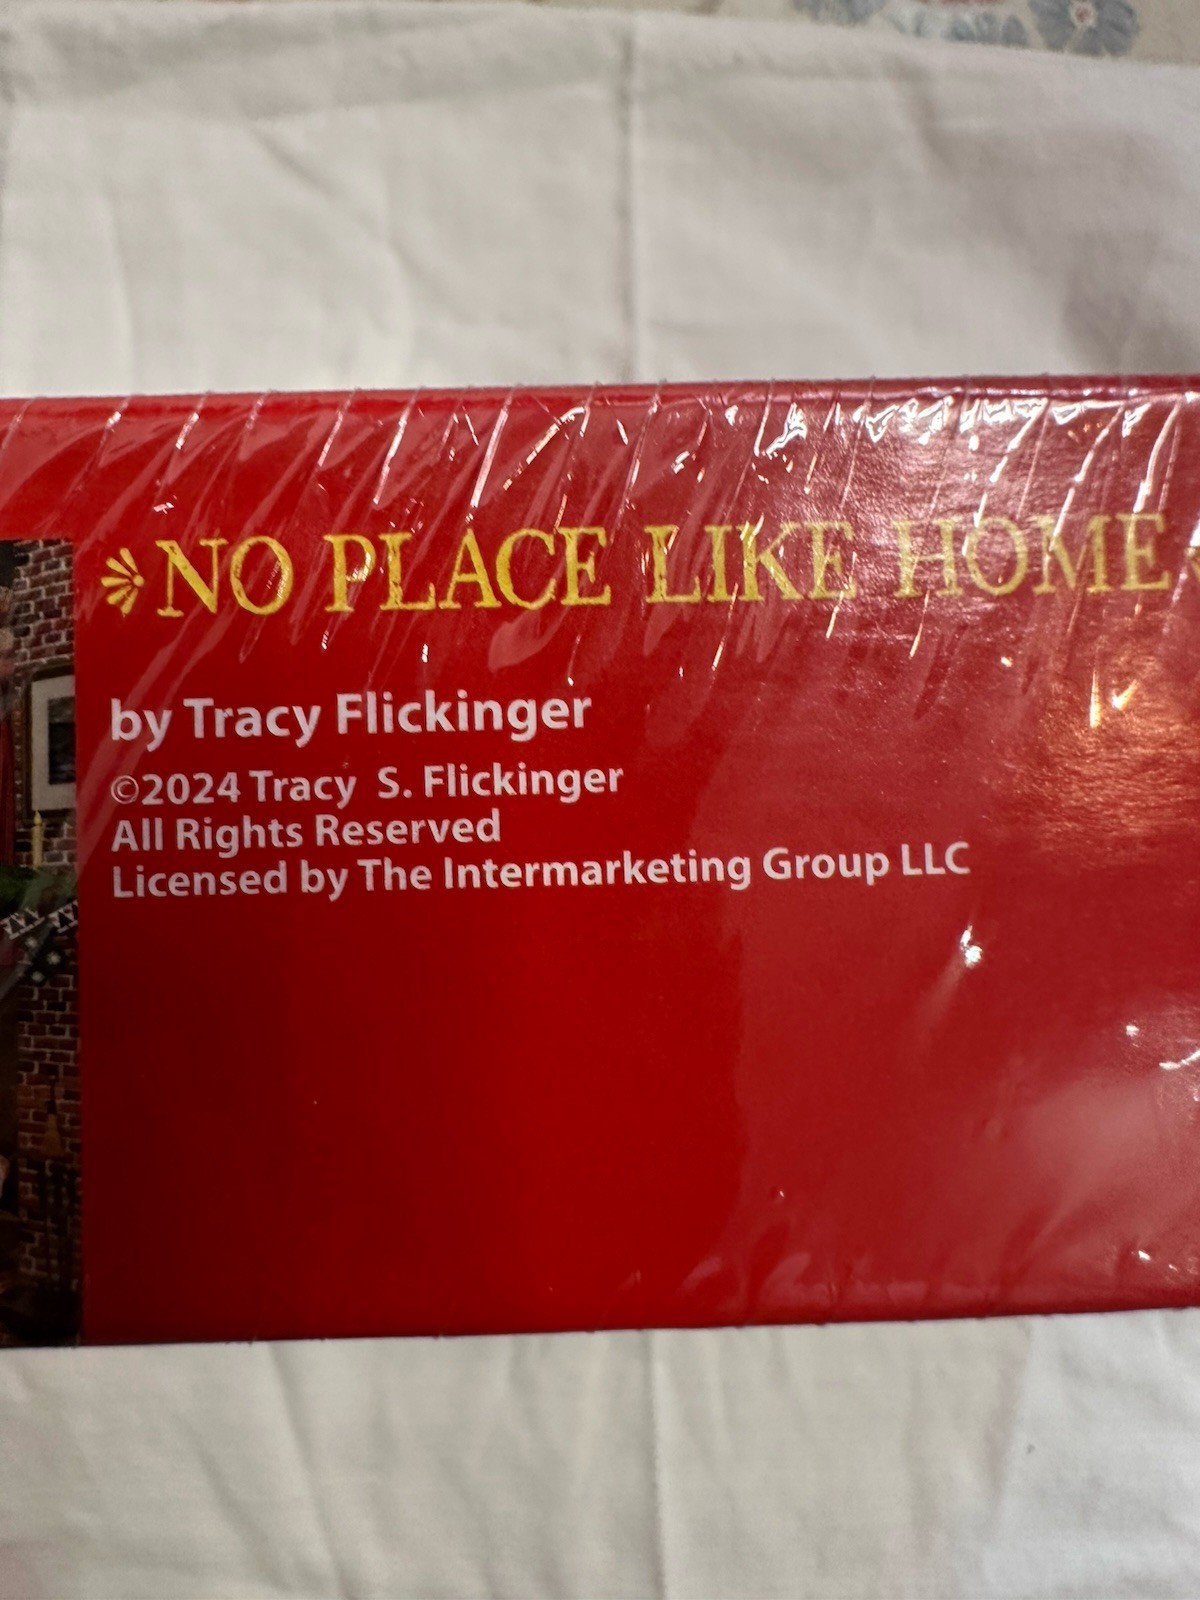 NO PLACE LIKE HOME
by Tracy Flickinger
©2024 Tracy S. Flickinger
All Rights Reserved
Licensed by The Intermarketing Group LLC